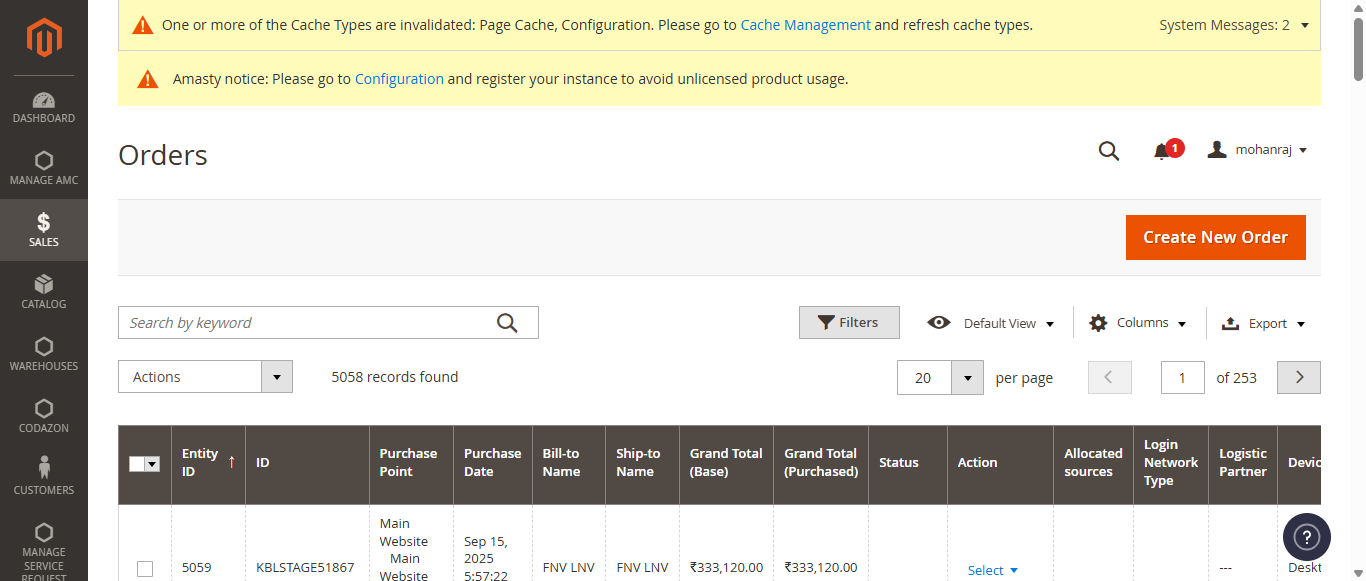 One or more of the Cache Types are invalidated: Page Cache, Configuration. Please go to Cache Management and refresh cache types.
System Messages: 2
Amasty notice: Please go to Configuration and register your instance to avoid unlicensed product usage.
DASHBOARD
MANAGE AMC
$
SALES
CATALOG
WAREHOUSES
CODAZON
CUSTOMERS
MANAGE
SERVICE
REQUEST
Orders
1
mohanraj
Create New Order
Search by keyword
Filters
Default View
Columns
Export
Actions
5058 records found
20
per page
1
of 253
Entity
ID
ID
Purchase
Point
Purchase
Date
Bill-to
Name
Ship-to
Name
Grand Total
(Base)
Grand Total
(Purchased)
Status
Action
Allocated
sources
Login
Network
Type
Logistic
Partner
Devic
5059
KBLSTAGE51867
Main
Website
Main
Website
Sep 15,
2025
5:57:22
FNV LNV
FNV LNV
₹333,120.00
₹333,120.00
Select
---
Deskt
?